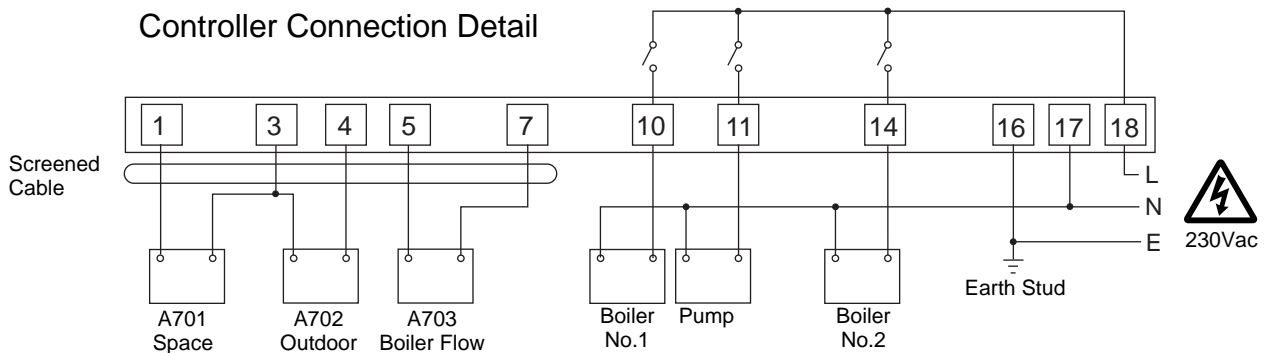 Controller Connection Detail
1 3 4 5 7 10 11 14 16 17 18
Screened
Cable
L
N
E
230Vac
Earth Stud
A701
Space
A702
Outdoor
A703
Boiler Flow
Boiler
No.1
Pump
Boiler
No.2